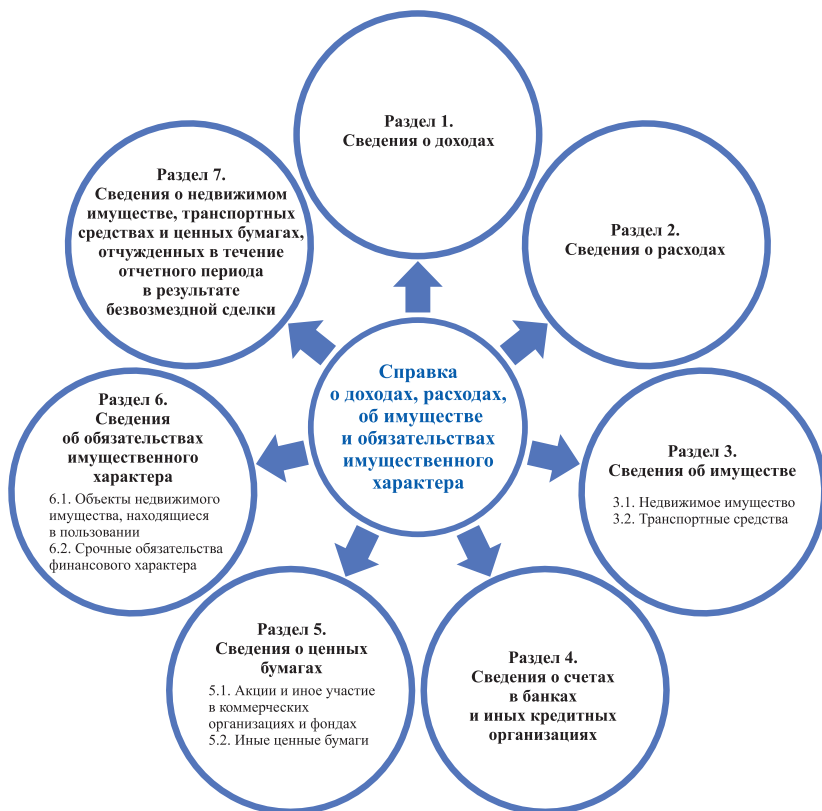 Раздел 1.
Сведения о доходах
Раздел 2.
Сведения о расходах
Раздел 3.
Сведения об имуществе
3.1. Недвижимое имущество
3.2. Транспортные средства
Раздел 4.
Сведения о счетах
в банках
и иных кредитных
организациях
Раздел 5.
Сведения о ценных
бумагах
5.1. Акции и иное участие
в коммерческих
организациях и фондах
5.2. Иные ценные бумаги
Раздел 6.
Сведения
об обязательствах
имущественного
характера
6.1. Объекты недвижимого
имущества, находящиеся
в пользовании
6.2. Срочные обязательства
финансового характера
Раздел 7.
Сведения о недвижимом
имуществе, транспортных
средствах и ценных бумагах,
отчужденных в течение
отчетного периода
в результате
безвозмездной сделки
Справка
о доходах, расходах,
об имуществе
и обязательствах
имущественного
характера